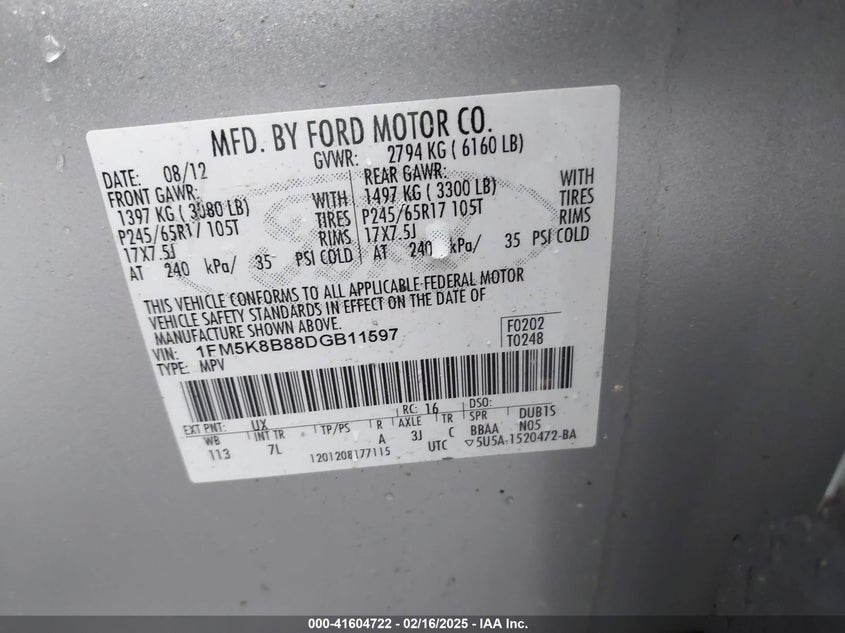 MFD. BY FORD MOTOR CO.
DATE: 08/12 GVWR: 2794 KG ( 6160 LB)
FRONT GAWR: REAR GAWR:
1397 KG ( 3080 LB) WITH 1497 KG ( 3300 LB) WITH
P245/65R17 105T TIRES P245/65R17 105T TIRES
17X7.5J RIMS 17X7.5J RIMS
AT 240 kPa/ 35 PSI COLD AT 240 kPa/ 35 PSI COLD
THIS VEHICLE CONFORMS TO ALL APPLICABLE FEDERAL MOTOR
VEHICLE SAFETY STANDARDS IN EFFECT ON THE DATE OF
MANUFACTURE SHOWN ABOVE.
VIN: 1FM5K8B88DGB11597 F0202
TYPE: MPV T0248
EXT PNT: UX RC: 16 DSO:
WB INT TR TP/PS R AXLE TR SPR DUB1S
113 7L A 3J C BBAA N05
1201208177115 UTC ▽5U5A-1520472-BA
000-41604722 - 02/16/2025 - IAA Inc.